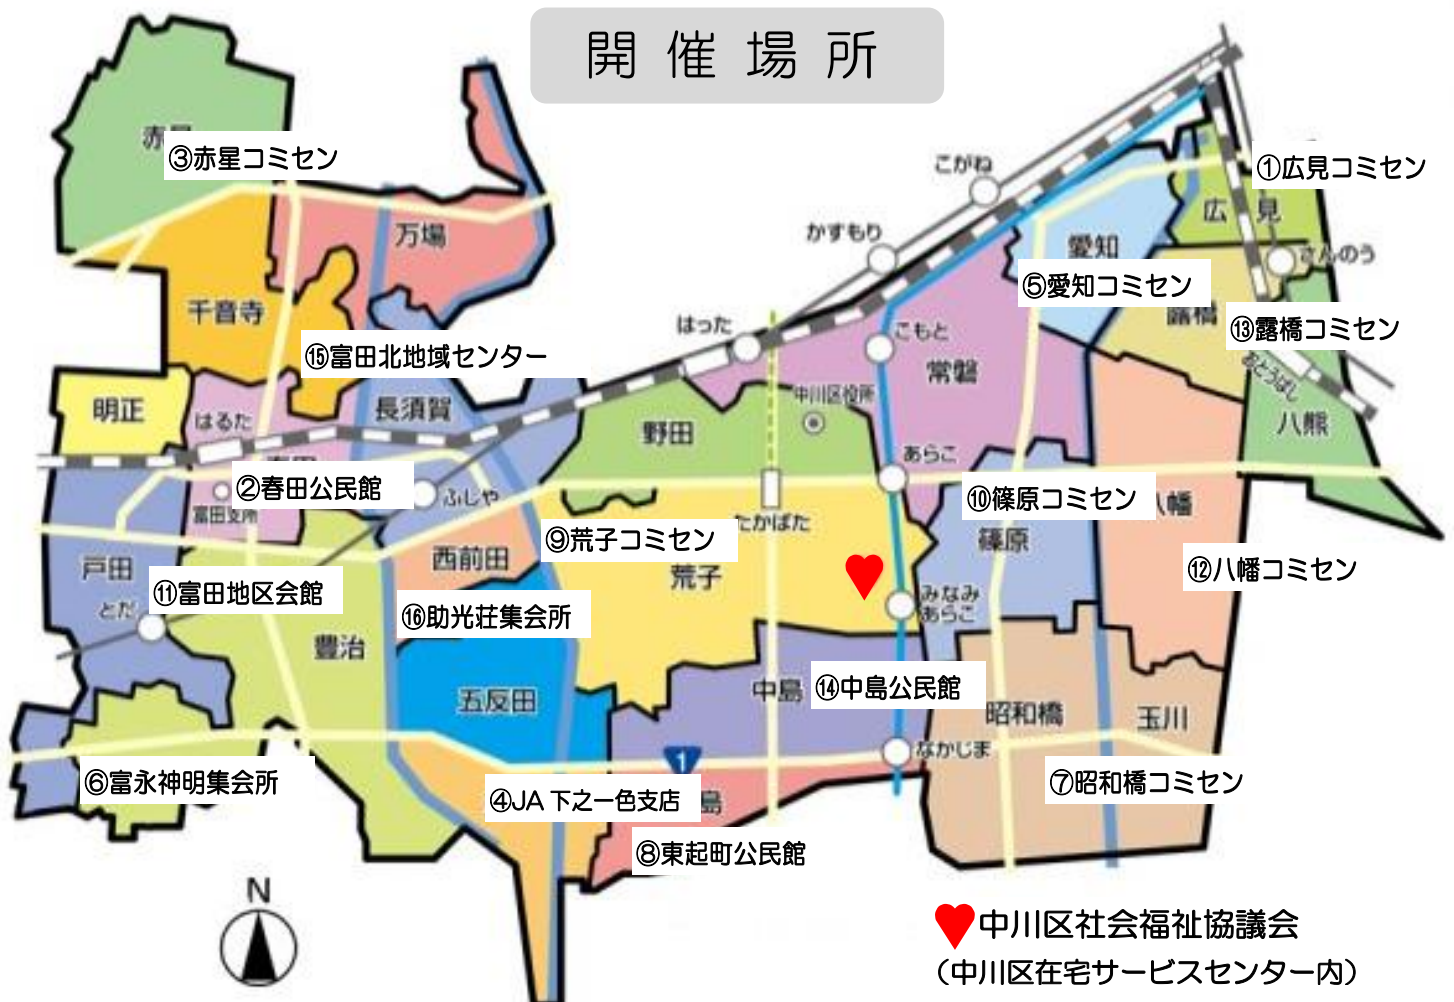 開催場所
③赤星コミセン
こがね
①広見コミセン
広見
万場
かすもり
愛知
さんのう
⑤愛知コミセン
千音寺
露橋
はった
こもと
⑬露橋コミセン
⑮富田北地域センター
常磐
おとうばし
明正
長須賀
中川区役所
はるた
野田
八熊
あらこ
②春田公民館
ふしや
⑩篠原コミセン
富田支所
たかばた
⑨荒子コミセン
篠原
西前田
戸田
荒子
⑫八幡コミセン
⑪富田地区会館
とだ
⑯助光荘集会所
みなみ
あらこ
豊治
中島
⑭中島公民館
五反田
昭和橋
玉川
1
なかじま
⑥富永神明集会所
⑦昭和橋コミセン
④JA 下之一色支店
島
⑧東起町公民館
N
中川区社会福祉協議会
（中川区在宅サービスセンター内）